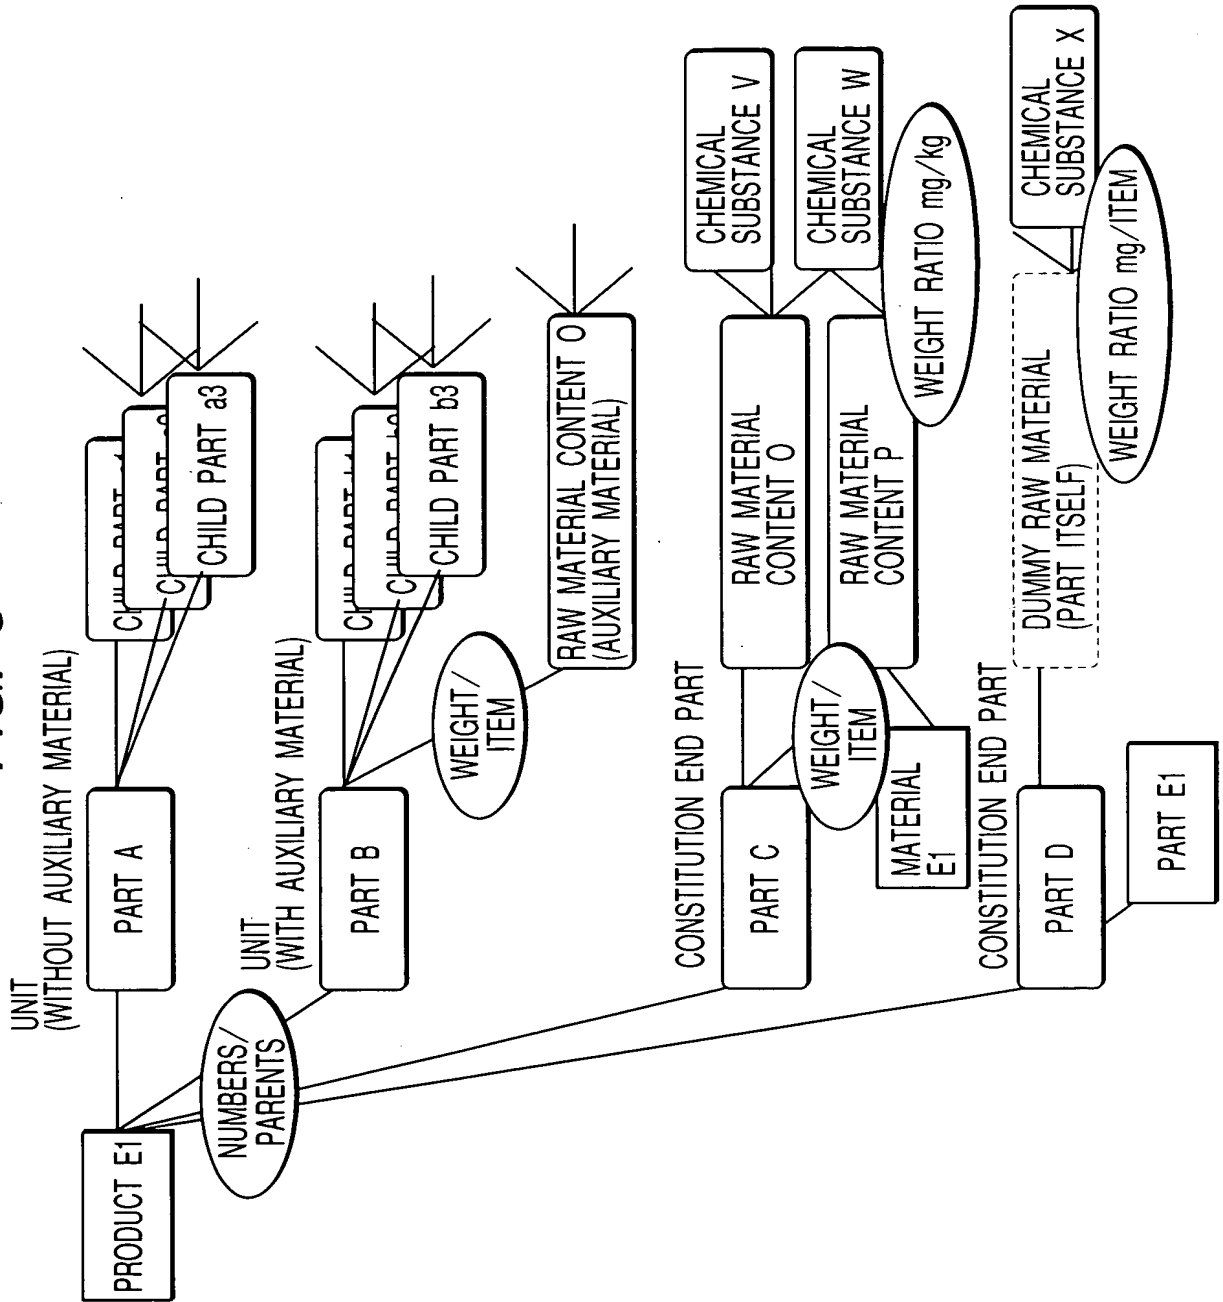 UNIT
(WITHOUT AUXILIARY MATERIAL)
PRODUCT E1
PART A
CHILD PART a3
NUMBERS/
PARENTS
UNIT
(WITH AUXILIARY MATERIAL)
PART B
CHILD PART b3
WEIGHT/
ITEM
RAW MATERIAL CONTENT O
(AUXILIARY MATERIAL)
CONSTITUTION END PART
PART C
WEIGHT/
ITEM
MATERIAL
E1
RAW MATERIAL
CONTENT O
RAW MATERIAL
CONTENT P
CHEMICAL
SUBSTANCE V
CHEMICAL
SUBSTANCE W
WEIGHT RATIO mg/kg
CONSTITUTION END PART
PART D
PART E1
DUMMY RAW MATERIAL
(PART ITSELF)
CHEMICAL
SUBSTANCE X
WEIGHT RATIO mg/ITEM